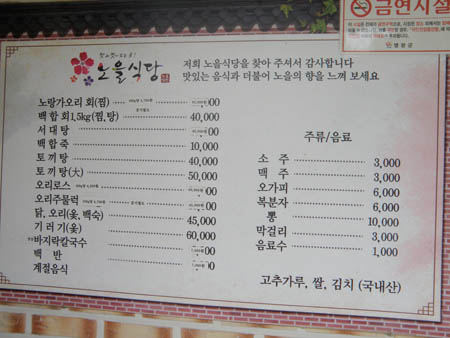 금연시설
영광군
노을식당
저희 노을식당을 찾아 주셔서 감사합니다
맛있는 음식과 더불어 노을의 향을 느껴 보세요
노랑가오리 회(찜)
백합회1.5kg(찜,탕) 40,000
서대탕
백합죽 10,000
토끼탕 40,000
토끼탕(大) 50,000
오리로스
오리주물럭
닭, 오리(옻, 백숙) 45,000
기러기(옻) 60,000
바지락칼국수
백반
계절음식
주류/음료
소주 3,000
맥주 3,000
오가피 6,000
복분자 6,000
뽕 10,000
막걸리 3,000
음료수 1,000
고추가루, 쌀, 김치 (국내산)